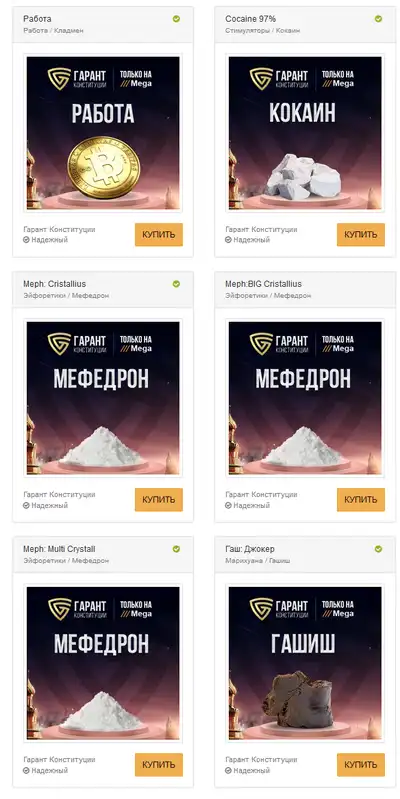 Работа
Работа / Кладмен
ГАРАНТ
КОНСТИТУЦИИ
ТОЛЬКО НА
Mega
РАБОТА
Гарант Конституции
Надежный
КУПИТЬ
Cocaine 97%
Стимуляторы / Кокаин
ГАРАНТ
КОНСТИТУЦИИ
ТОЛЬКО НА
Mega
КОКАИН
Гарант Конституции
Надежный
КУПИТЬ
Meph: Cristallius
Эйфоретики / Мефедрон
ГАРАНТ
КОНСТИТУЦИИ
ТОЛЬКО НА
Mega
МЕФЕДРОН
Гарант Конституции
Надежный
КУПИТЬ
Meph:BIG Cristallius
Эйфоретики / Мефедрон
ГАРАНТ
КОНСТИТУЦИИ
ТОЛЬКО НА
Mega
МЕФЕДРОН
Гарант Конституции
Надежный
КУПИТЬ
Meph: Multi Crystall
Эйфоретики / Мефедрон
ГАРАНТ
КОНСТИТУЦИИ
ТОЛЬКО НА
Mega
МЕФЕДРОН
Гарант Конституции
Надежный
КУПИТЬ
Гаш: Джокер
Марихуана / Гашиш
ГАРАНТ
КОНСТИТУЦИИ
ТОЛЬКО НА
Mega
ГАШИШ
Гарант Конституции
Надежный
КУПИТЬ